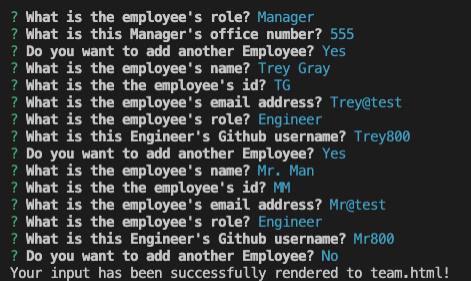 ? What is the employee's role? Manager
? What is this Manager's office number? 555
? Do you want to add another Employee? Yes
? What is the employee's name? Trey Gray
? What is the the employee's id? TG
? What is the employee's email address? Trey@test
? What is the employee's role? Engineer
? What is this Engineer's Github username? Trey800
? Do you want to add another Employee? Yes
? What is the employee's name? Mr. Man
? What is the the employee's id? MM
? What is the employee's email address? Mr@test
? What is the employee's role? Engineer
? What is this Engineer's Github username? Mr800
? Do you want to add another Employee? No
Your input has been successfully rendered to team.html!